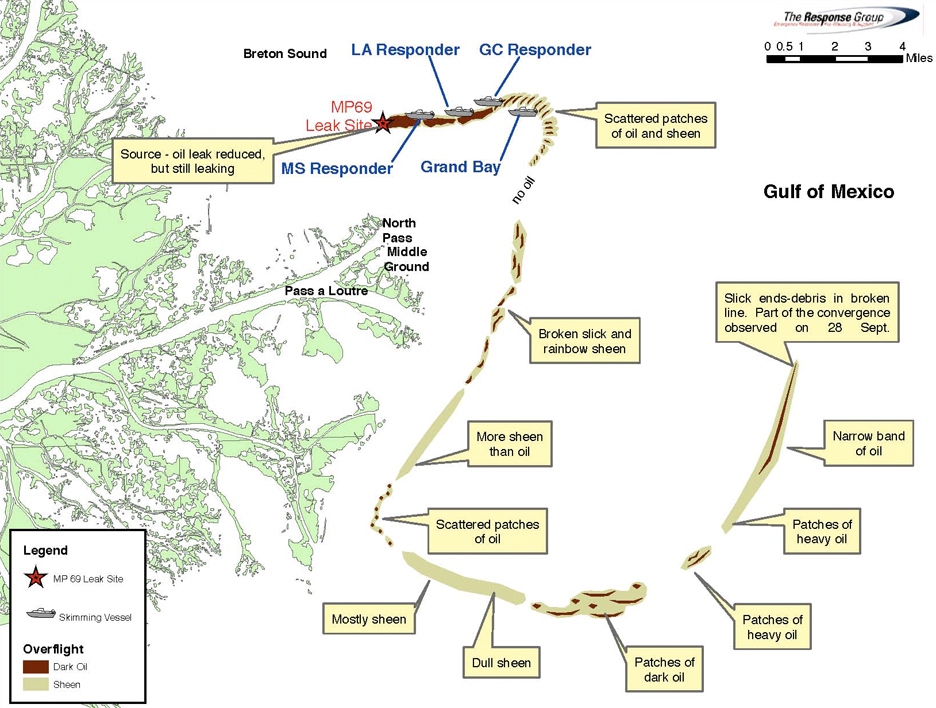 The Response Group
0 0.5 1 2 3 4
Miles
Breton Sound
LA Responder
GC Responder
MP69
Leak Site
Scattered patches
of oil and sheen
Source - oil leak reduced,
but still leaking
MS Responder
Grand Bay
no oil
Gulf of Mexico
North
Pass
Middle
Ground
Pass a Loutre
Slick ends-debris in broken
line. Part of the convergence
observed on 28 Sept.
Broken slick and
rainbow sheen
More sheen
than oil
Narrow band
of oil
Scattered patches
of oil
Patches of
heavy oil
Legend
MP 69 Leak Site
Skimming Vessel
Overflight
Dark Oil
Sheen
Mostly sheen
Dull sheen
Patches of
dark oil
Patches of
heavy oil